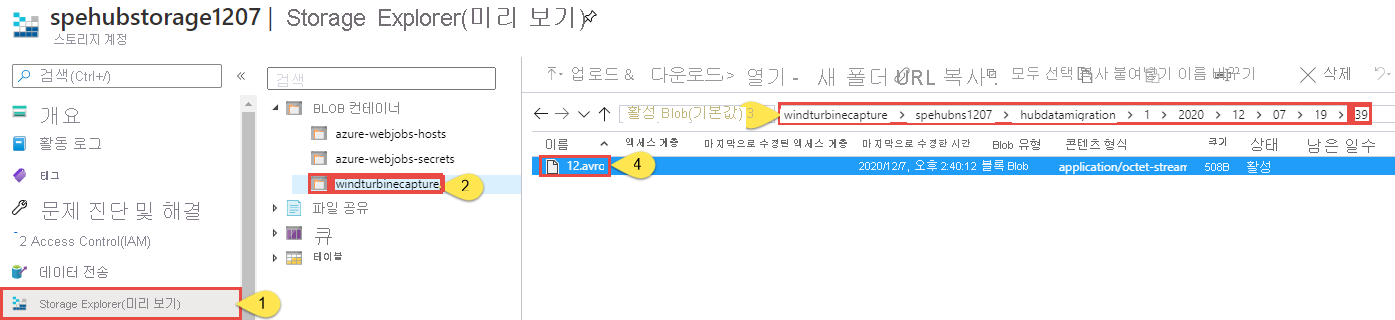 spehubstorage1207 | Storage Explorer(미리 보기)
스토리지 계정
검색(Ctrl+/)
«
개요
활동 로그
태그
문제 진단 및 해결
2 Access Control(IAM)
데이터 전송
Storage Explorer(미리 보기)
1
검색
BLOB 컨테이너
azure-webjobs-hosts
azure-webjobs-secrets
windturbinecapture
2
파일 공유
큐
테이블
업로드 & 다운로드> 열기 - 새 폴더 URL 복사! 모두 선택 복사 붙여넣기 이름 바꾸기 삭제
활성 Blob(기본값) 3 windturbinecapture > spehubns1207 > hubdatamigration > 1 > 2020 > 12 > 07 > 19 > 39
이름 액세스 계층 마지막으로 수정된 액세스 계층 마지막으로 수정한 시간 Blob 유형 콘텐츠 형식 크기 상태 남은 일수
12.avro 4 2020/12/7, 오후 2:40:12 블록 Blob application/octet-stream 508B 활성